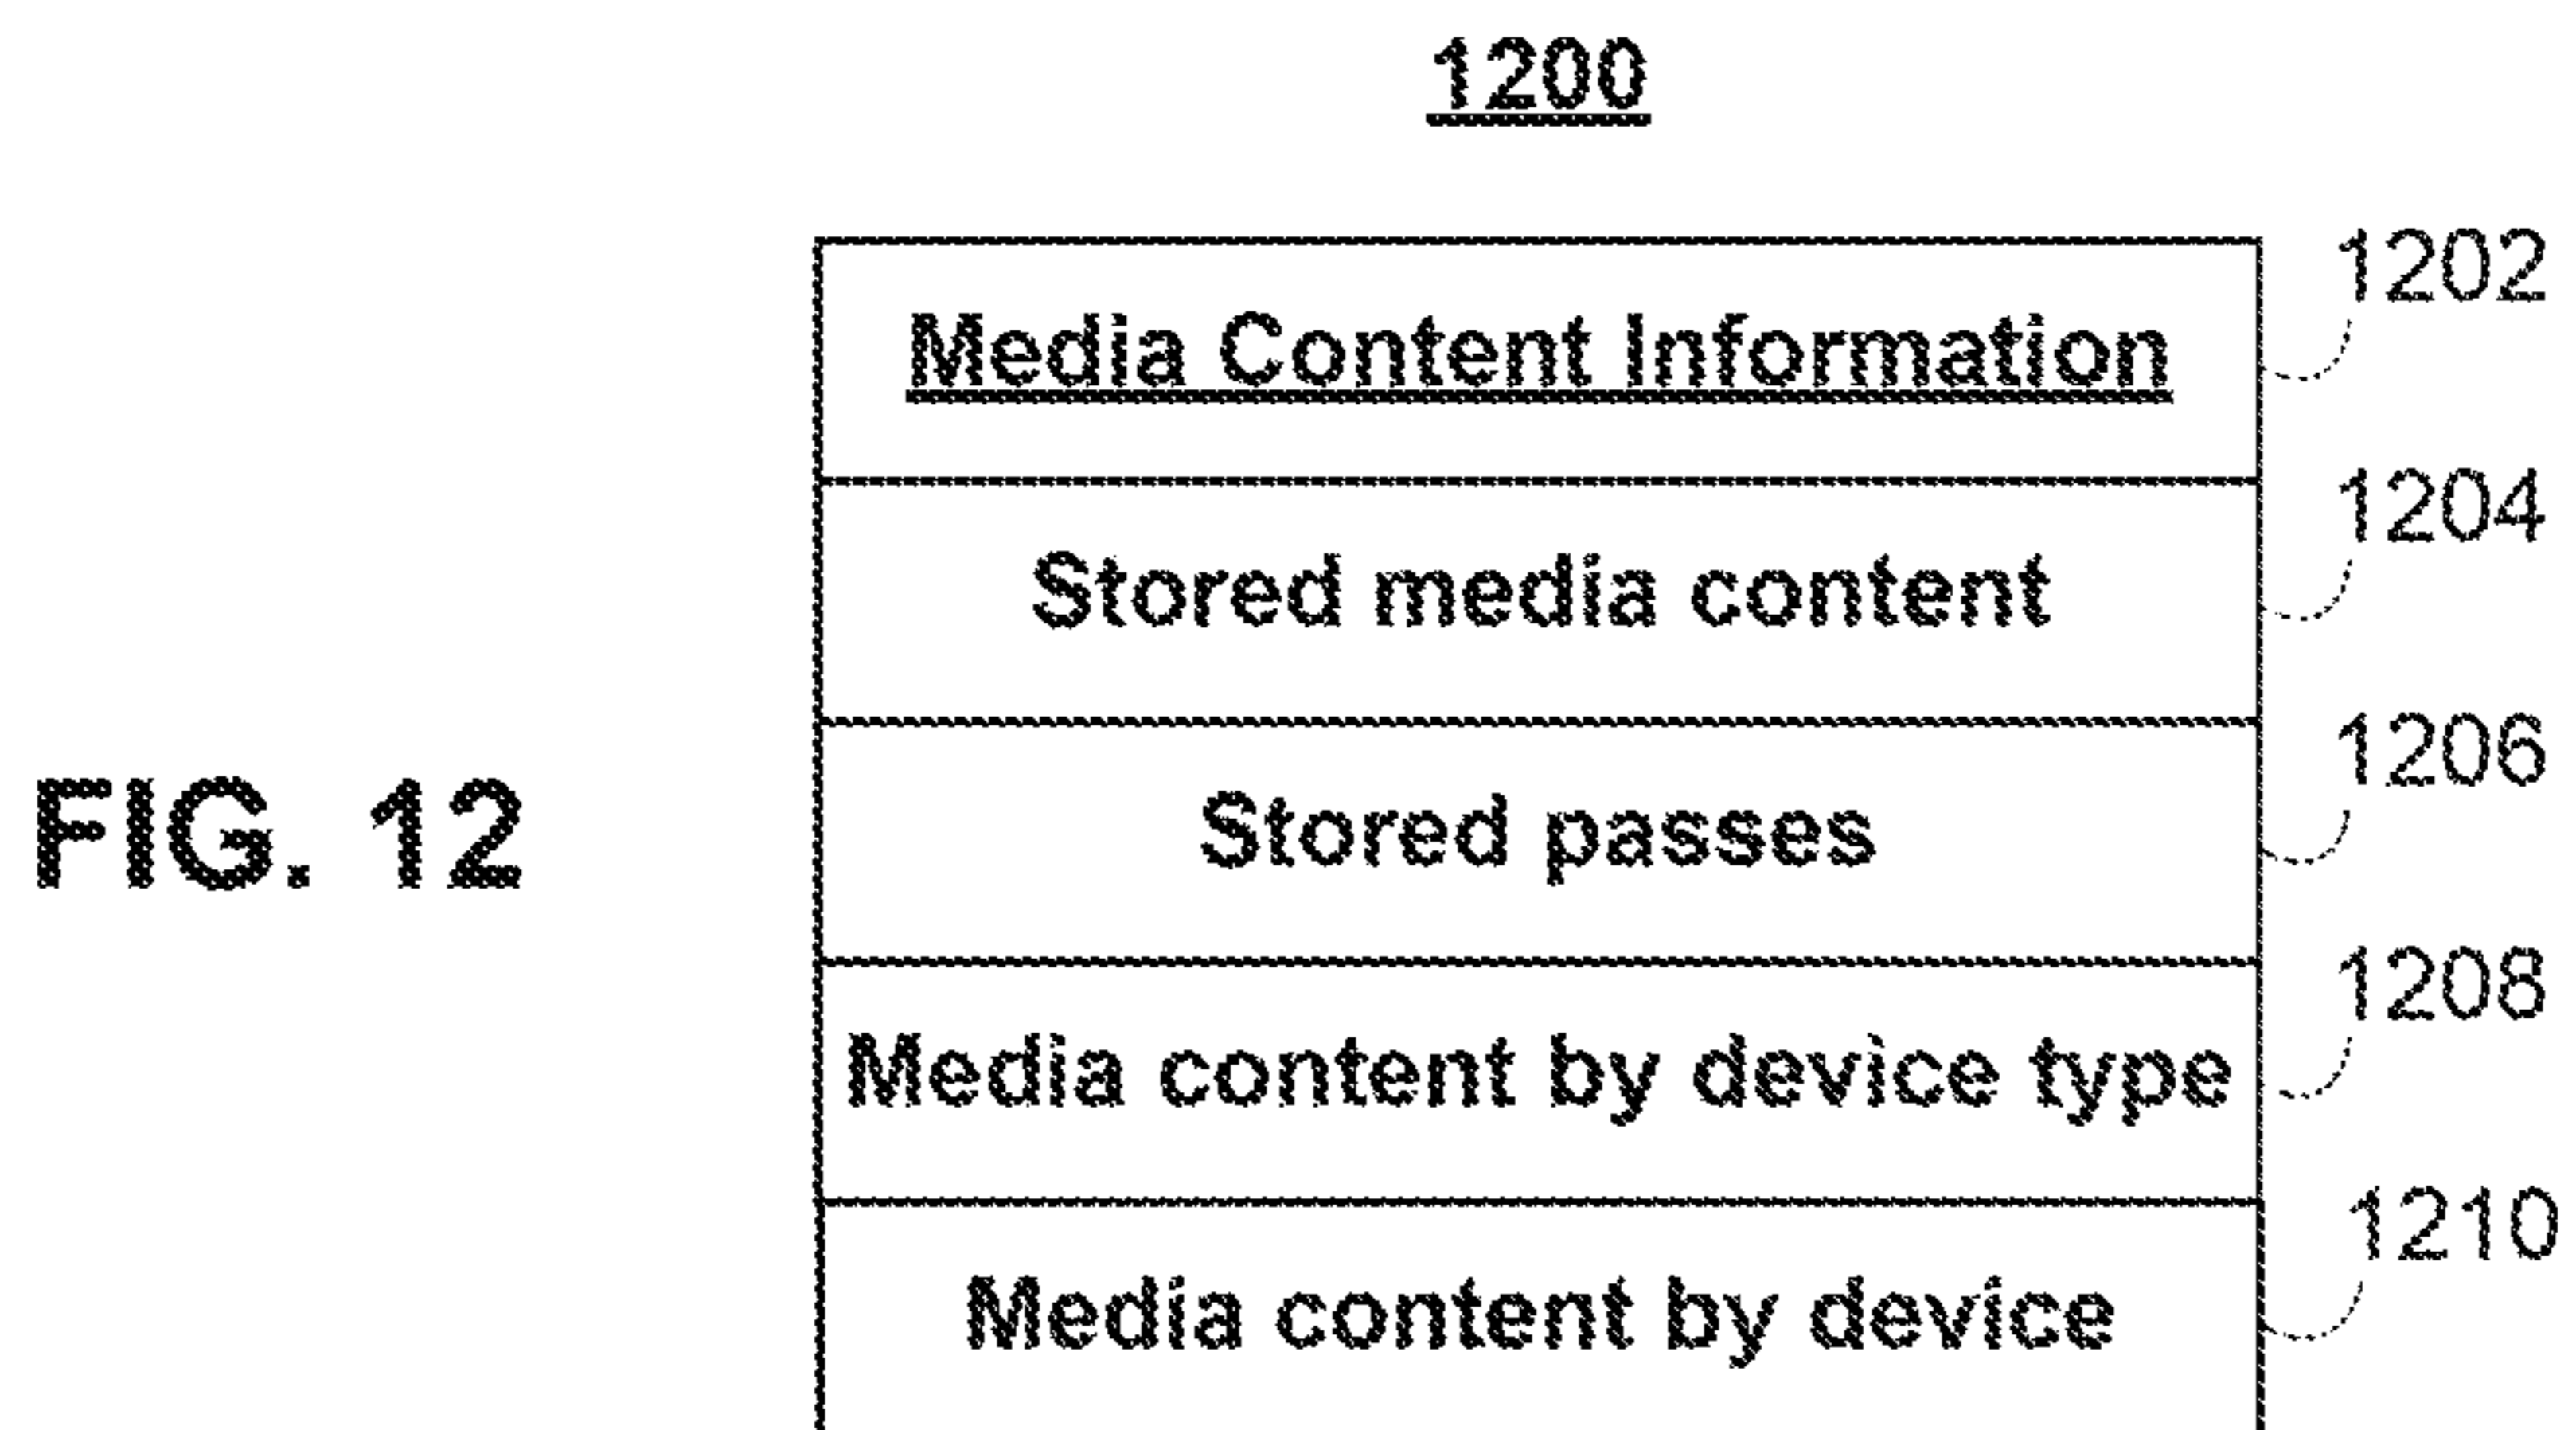 1200
Media Content Information 1202
Stored media content 1204
Stored passes 1206
FIG. 12
Media content by device type 1208
Media content by device 1210